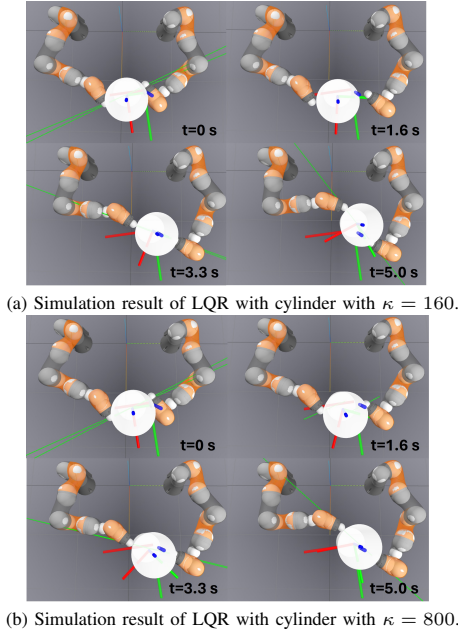 t=0 s
t=1.6 s
t=3.3 s
t=5.0 s
(a) Simulation result of LQR with cylinder with κ = 160.
t=0 s
t=1.6 s
t=3.3 s
t=5.0 s
(b) Simulation result of LQR with cylinder with κ = 800.